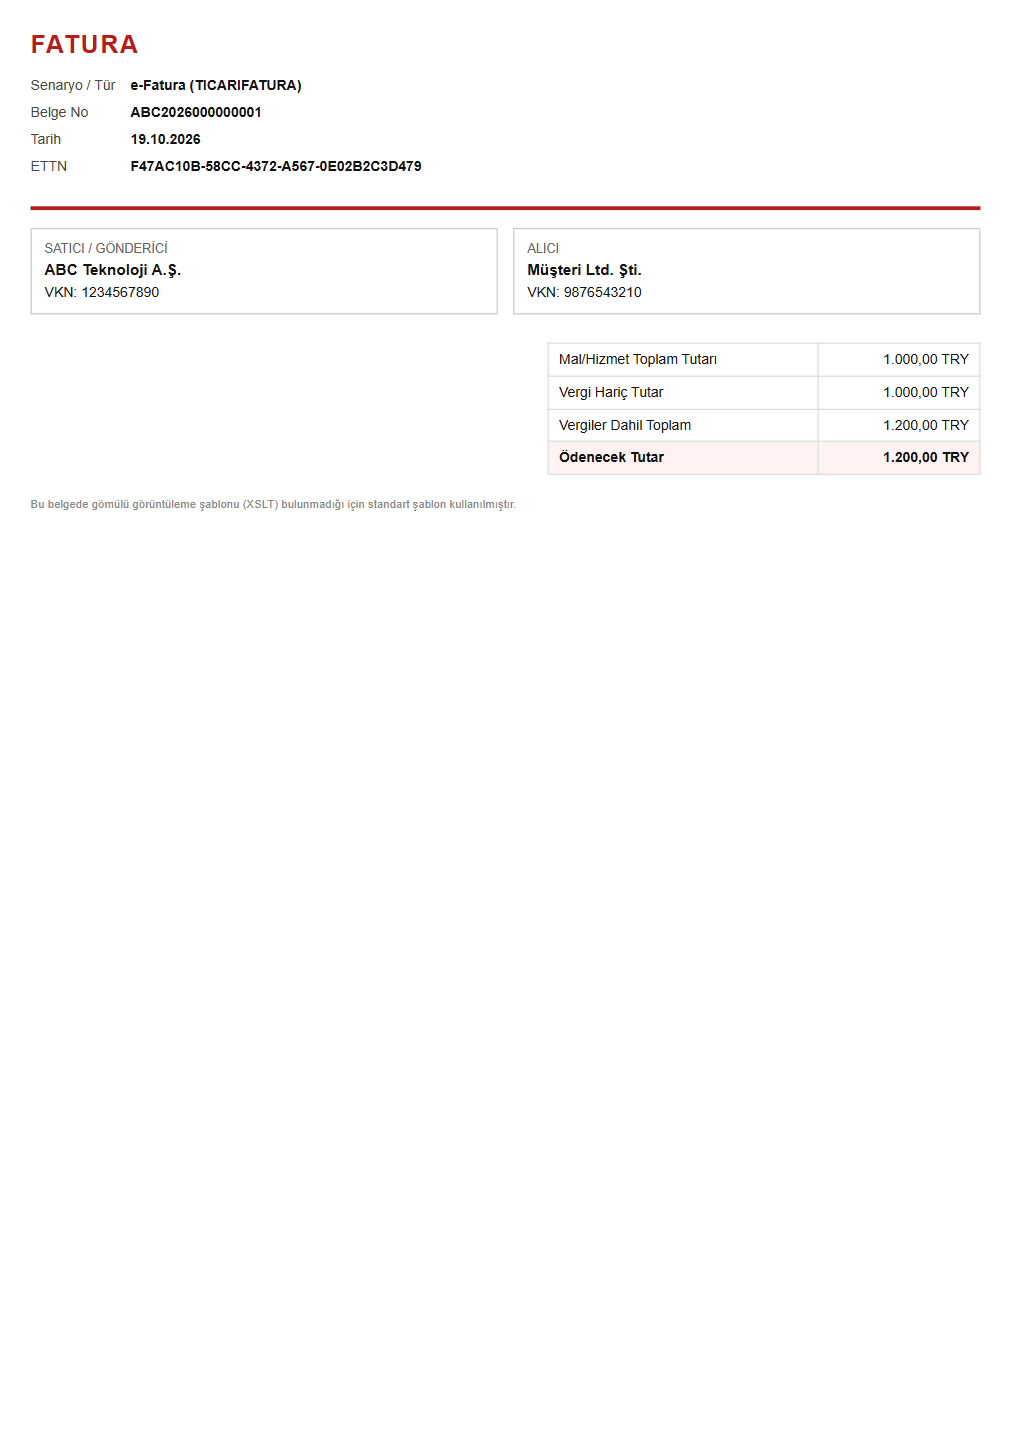 FATURA
Senaryo / Tür e-Fatura (TICARIFATURA)
Belge No ABC2026000000001
Tarih 19.10.2026
ETTN F47AC10B-58CC-4372-A567-0E02B2C3D479
SATICI / GÖNDERİCİ
ABC Teknoloji A.Ş.
VKN: 1234567890
ALICI
Müşteri Ltd. Şti.
VKN: 9876543210
Mal/Hizmet Toplam Tutarı 1.000,00 TRY
Vergi Hariç Tutar 1.000,00 TRY
Vergiler Dahil Toplam 1.200,00 TRY
Ödenecek Tutar 1.200,00 TRY
Bu belgede gömülü görüntüleme şablonu (XSLT) bulunmadığı için standart şablon kullanılmıştır.